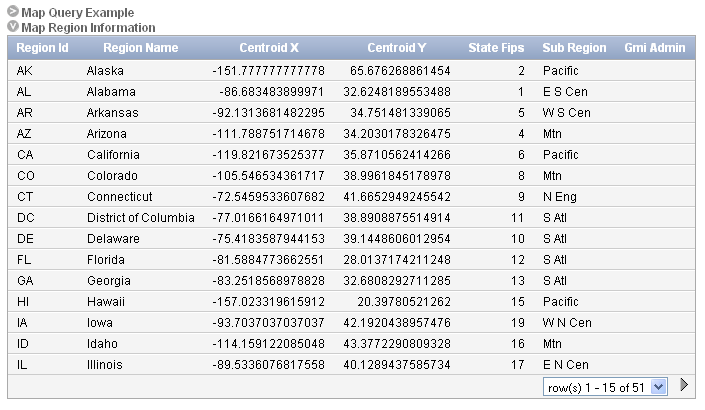 Map Query Example
Map Region Information
Region Id Region Name Centroid X Centroid Y State Fips Sub Region Gmi Admin
AK Alaska -151.777777777778 65.676268861454 2 Pacific
AL Alabama -86.683483899971 32.6248189553488 1 E S Cen
AR Arkansas -92.1313681482295 34.751481339065 5 W S Cen
AZ Arizona -111.788751714678 34.2030178326475 4 Mtn
CA California -119.821673525377 35.8710562414266 6 Pacific
CO Colorado -105.546534361717 38.9961845178978 8 Mtn
CT Connecticut -72.5459533607682 41.6652949245542 9 N Eng
DC District of Columbia -77.0166164971011 38.8908875514914 11 S Atl
DE Delaware -75.4183587944153 39.1448606012954 10 S Atl
FL Florida -81.5884773662551 28.0137174211248 12 S Atl
GA Georgia -83.2518568978828 32.6808292711285 13 S Atl
HI Hawaii -157.023319615912 20.39780521262 15 Pacific
IA Iowa -93.7037037037037 42.1920438957476 19 W N Cen
ID Idaho -114.159122085048 43.3772290809328 16 Mtn
IL Illinois -89.5336076817558 40.1289437585734 17 E N Cen
row(s) 1 - 15 of 51